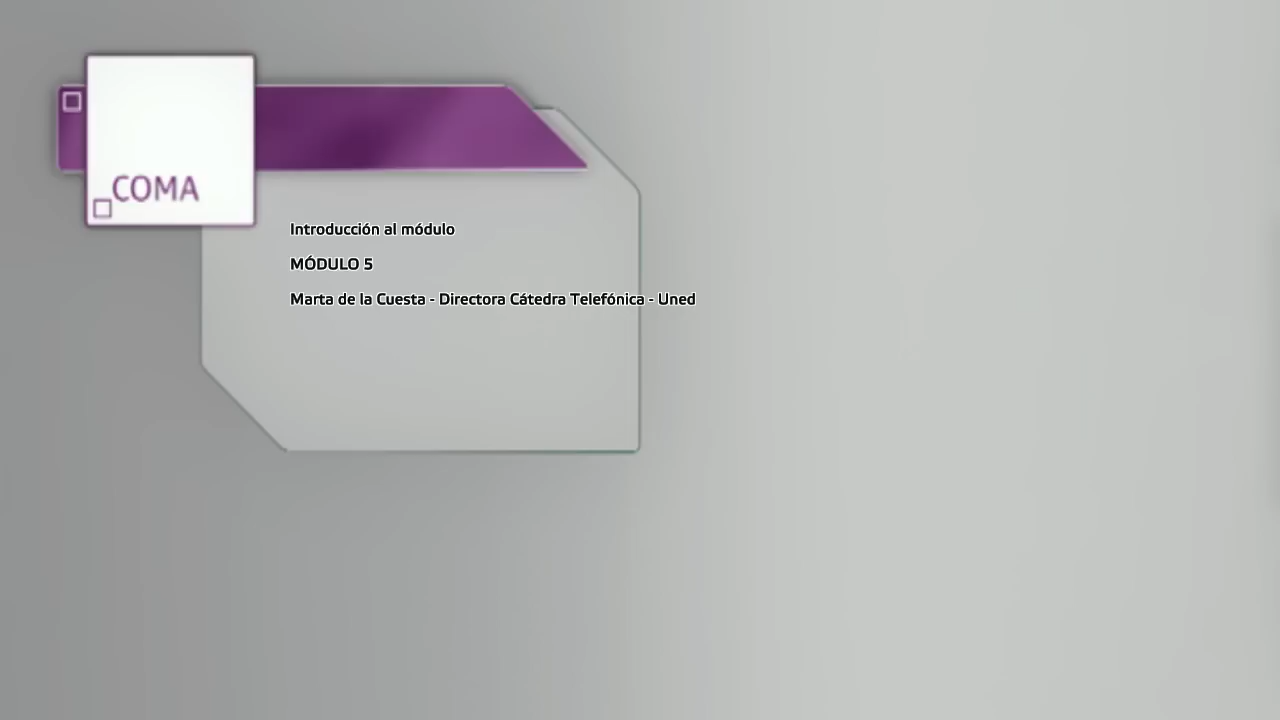 COMA
Introducción al módulo
MÓDULO 5
Marta de la Cuesta - Directora Cátedra Telefónica - Uned